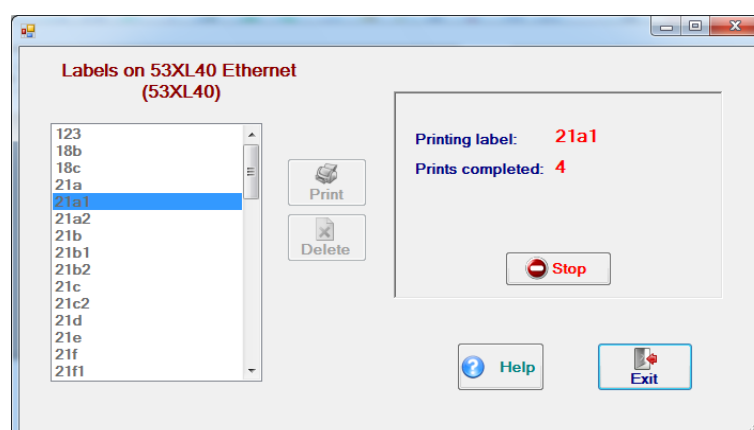 Labels on 53XL40 Ethernet
(53XL40)
123
18b
18c
21a
21a1
21a2
21b
21b1
21b2
21c
21c2
21d
21e
21f
21f1
Print
Delete
Printing label: 21a1
Prints completed: 4
Stop
Help
Exit